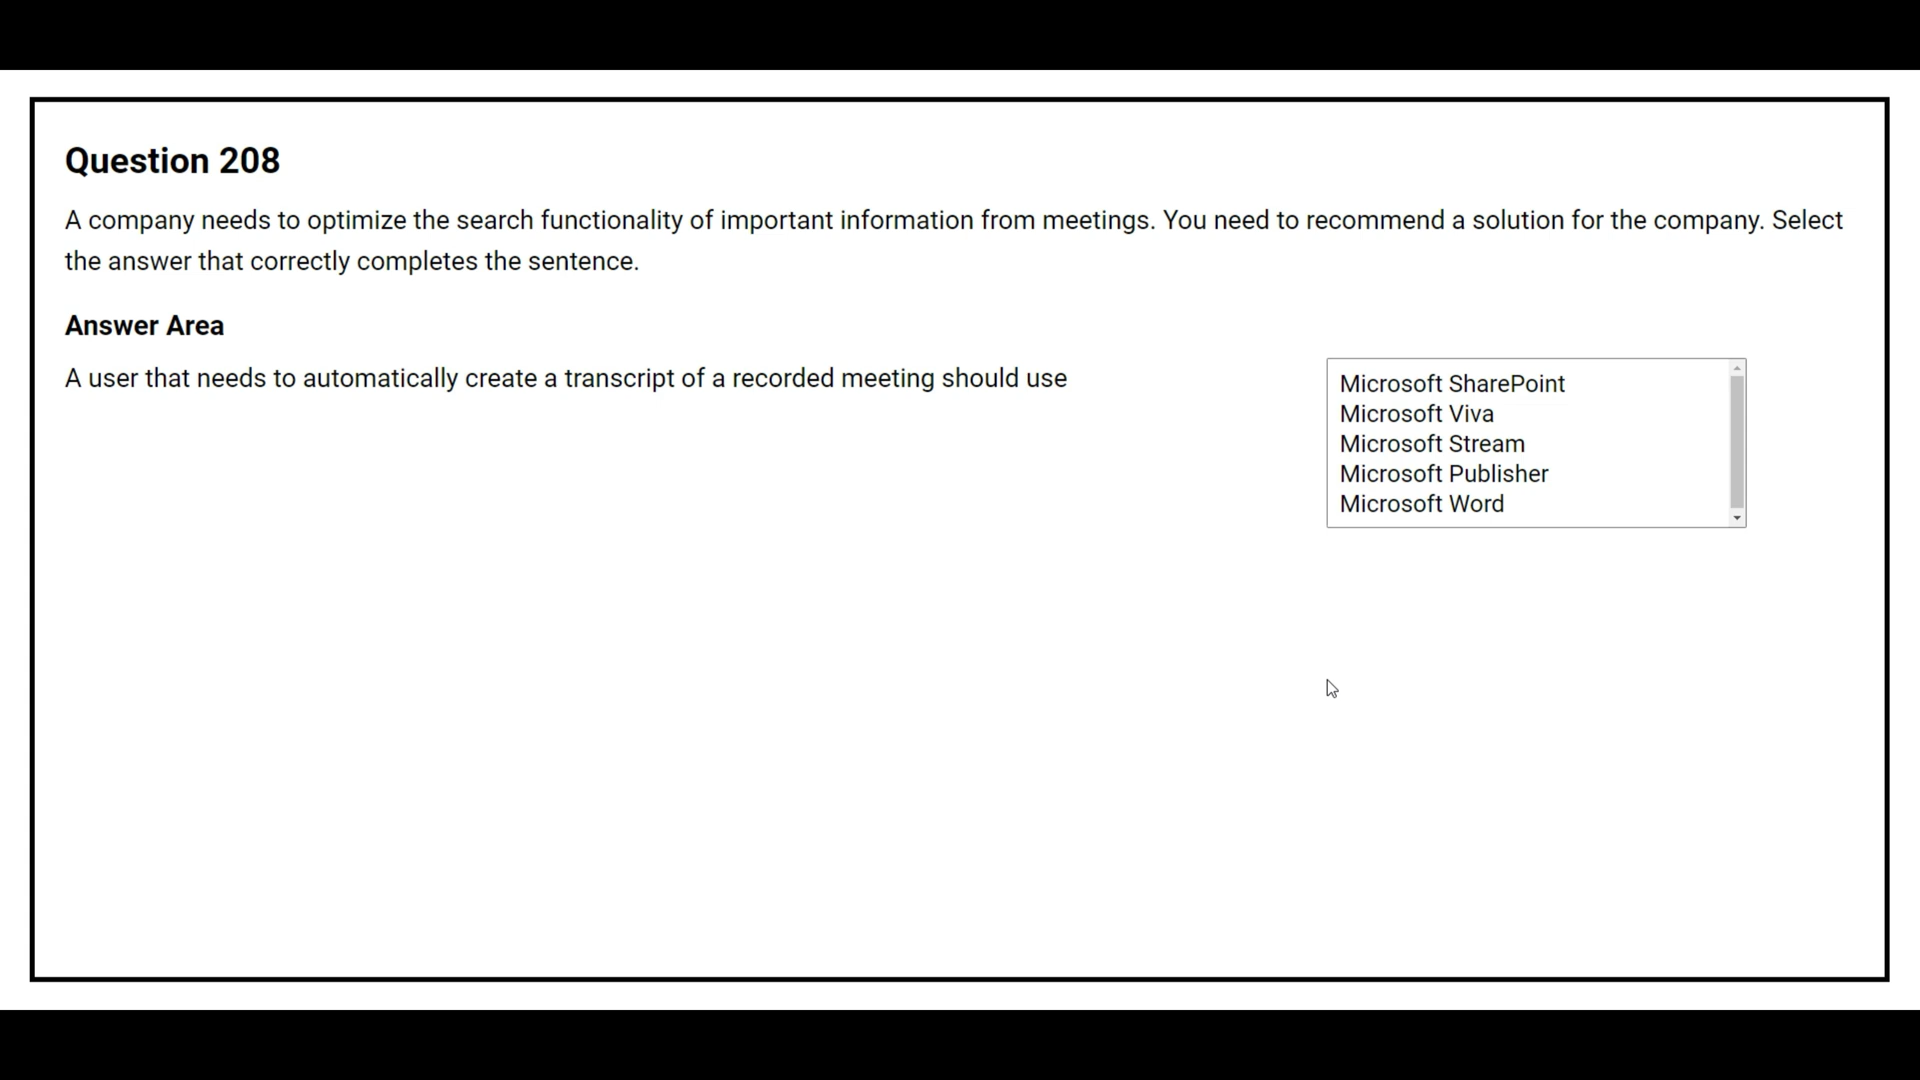 Question 208
A company needs to optimize the search functionality of important information from meetings. You need to recommend a solution for the company. Select
the answer that correctly completes the sentence.
Answer Area
A user that needs to automatically create a transcript of a recorded meeting should use
Microsoft SharePoint
Microsoft Viva
Microsoft Stream
Microsoft Publisher
Microsoft Word